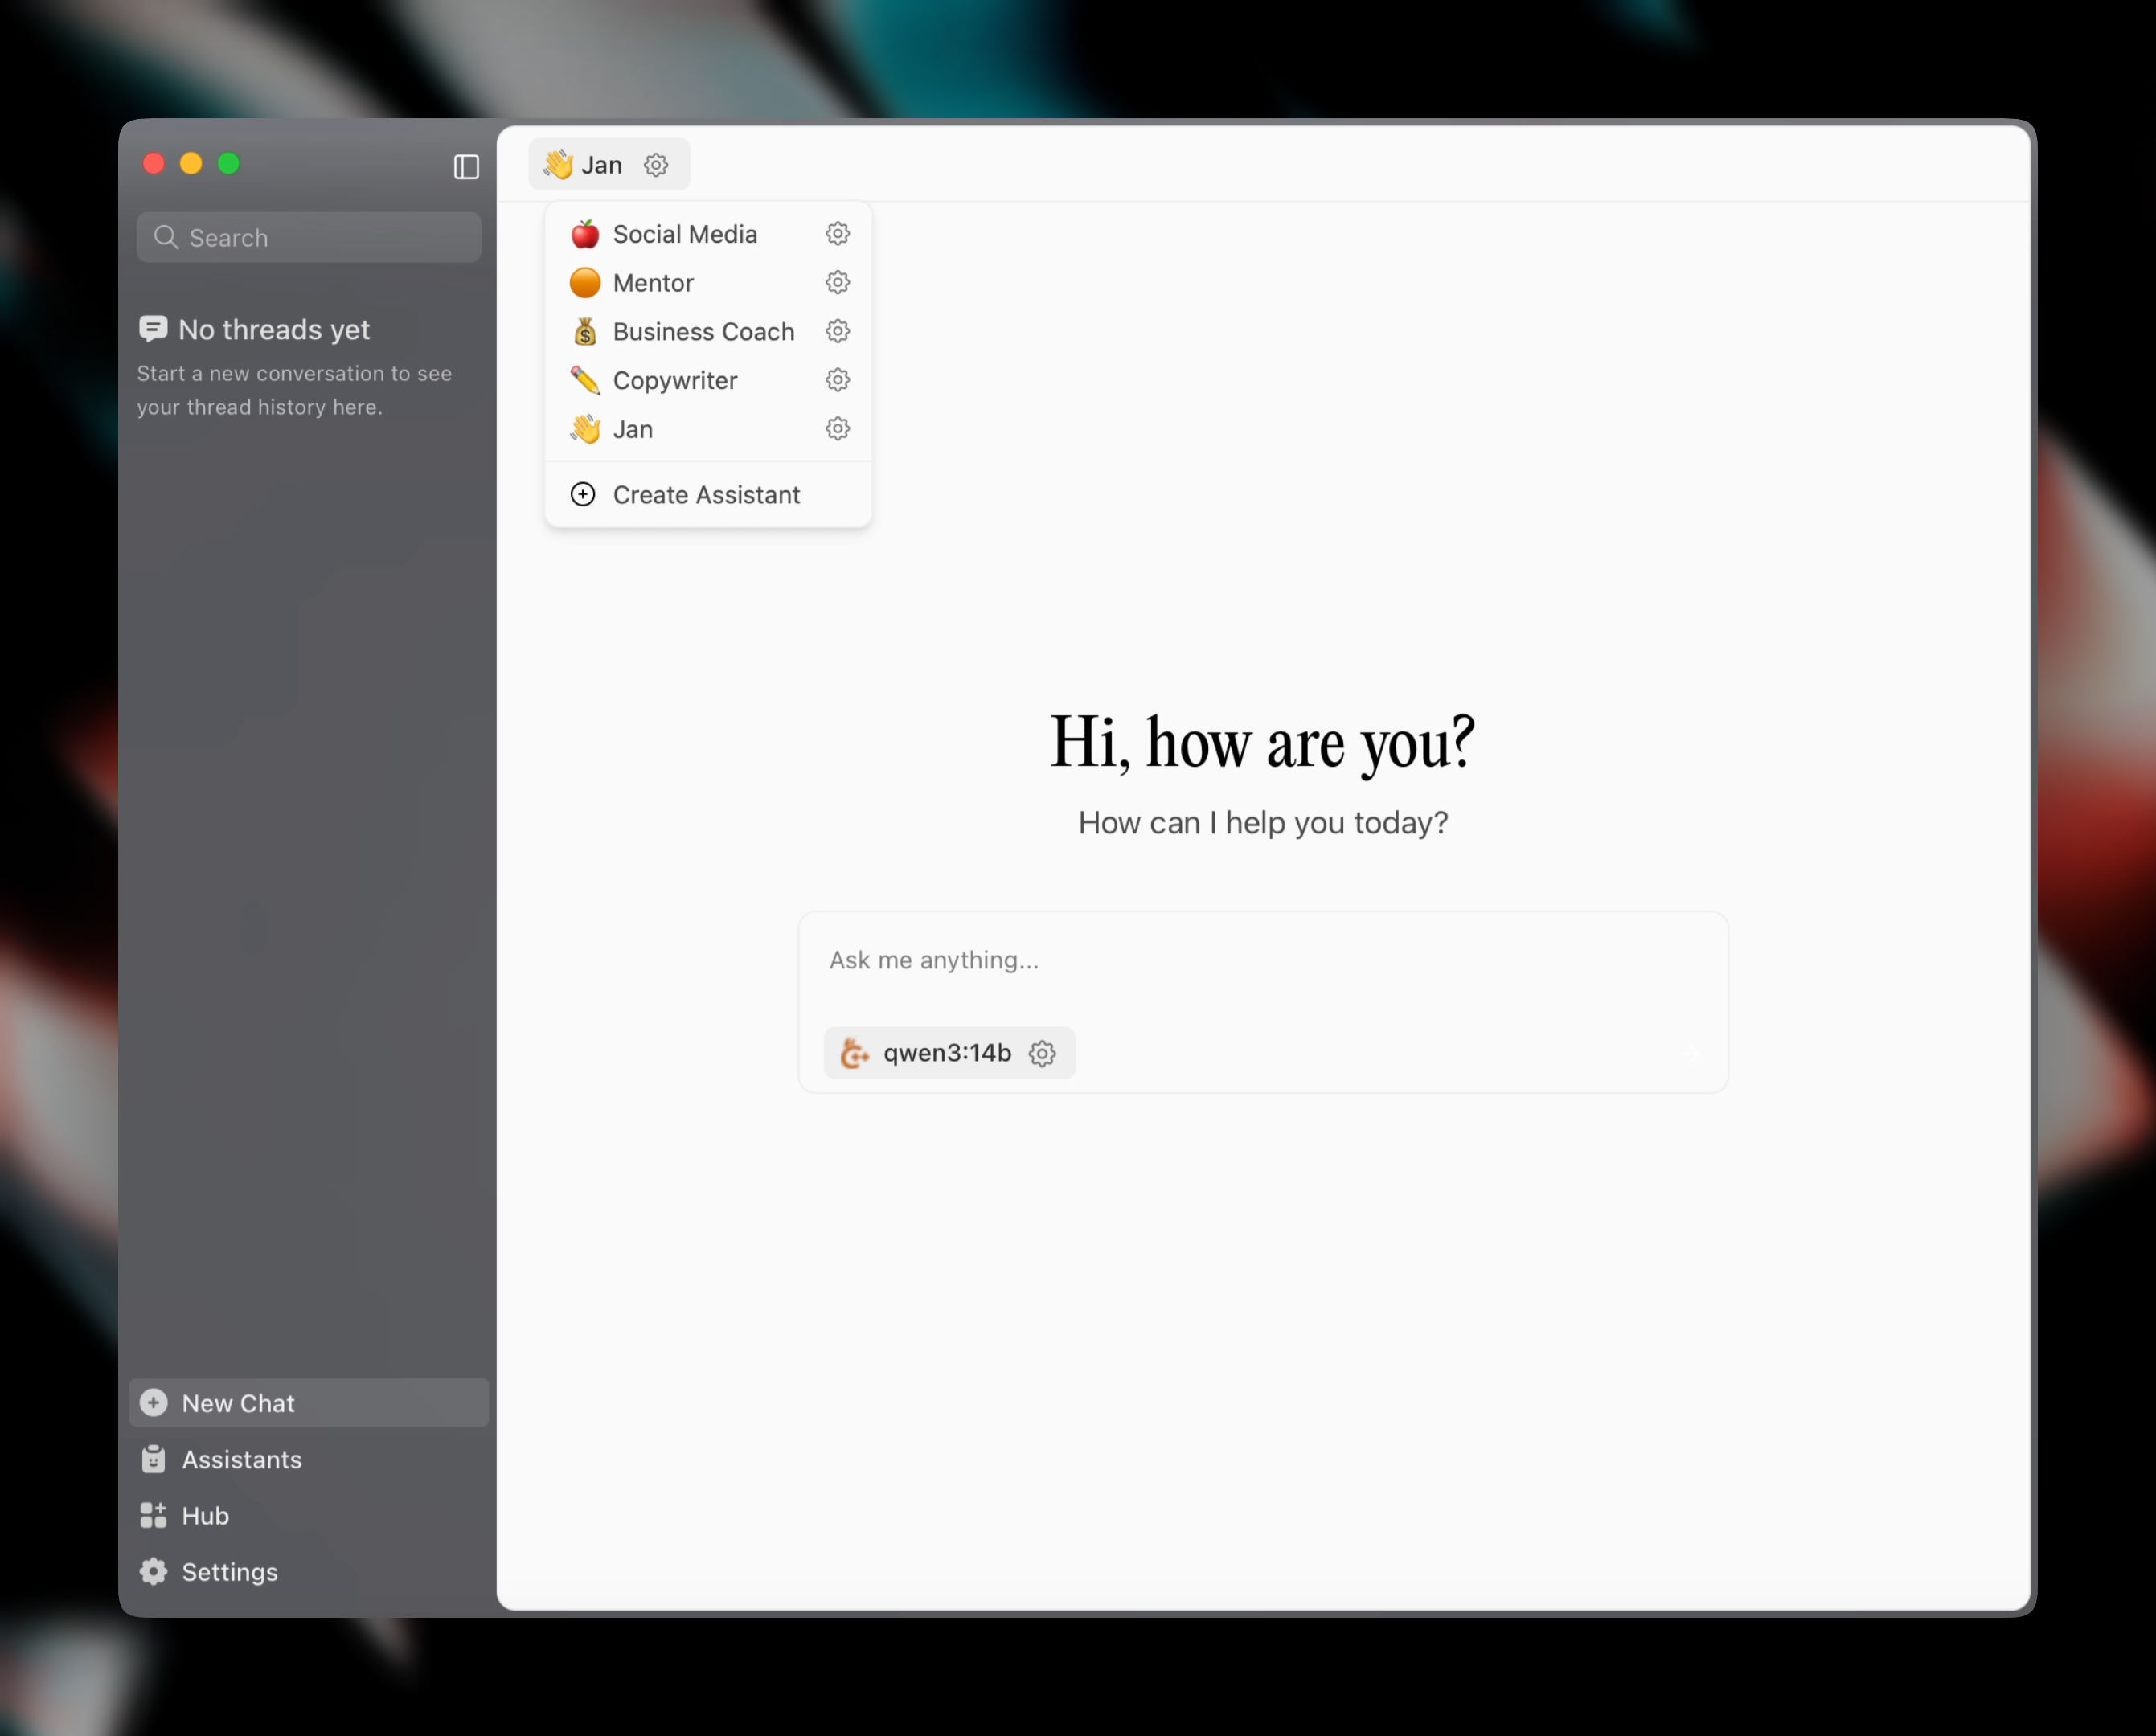 Jan
Search
No threads yet
Start a new conversation to see
your thread history here.
Social Media
Mentor
Business Coach
Copywriter
Jan
Create Assistant
Hi, how are you?
How can I help you today?
Ask me anything...
qwen3:14b
New Chat
Assistants
Hub
Settings